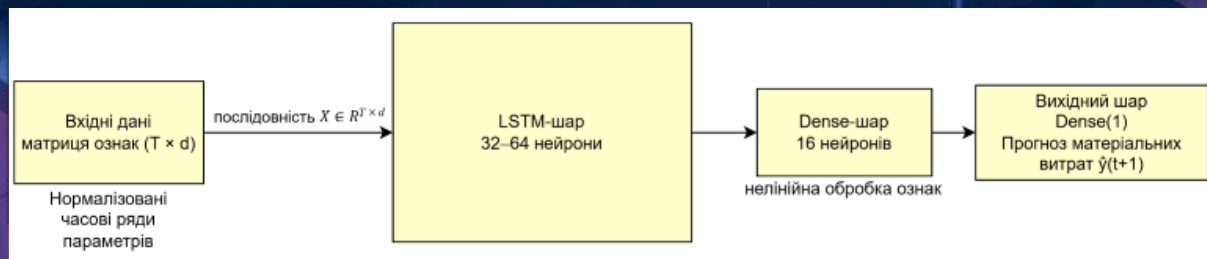 Вхідні дані
матриця ознак (T × d)
Нормалізовані
часові ряди
параметрів
послідовність X ∈ R^{T×d}
LSTM-шар
32–64 нейрони
Dense-шар
16 нейронів
нелінійна обробка ознак
Вихідний шар
Dense(1)
Прогноз матеріальних
витрат ŷ(t+1)